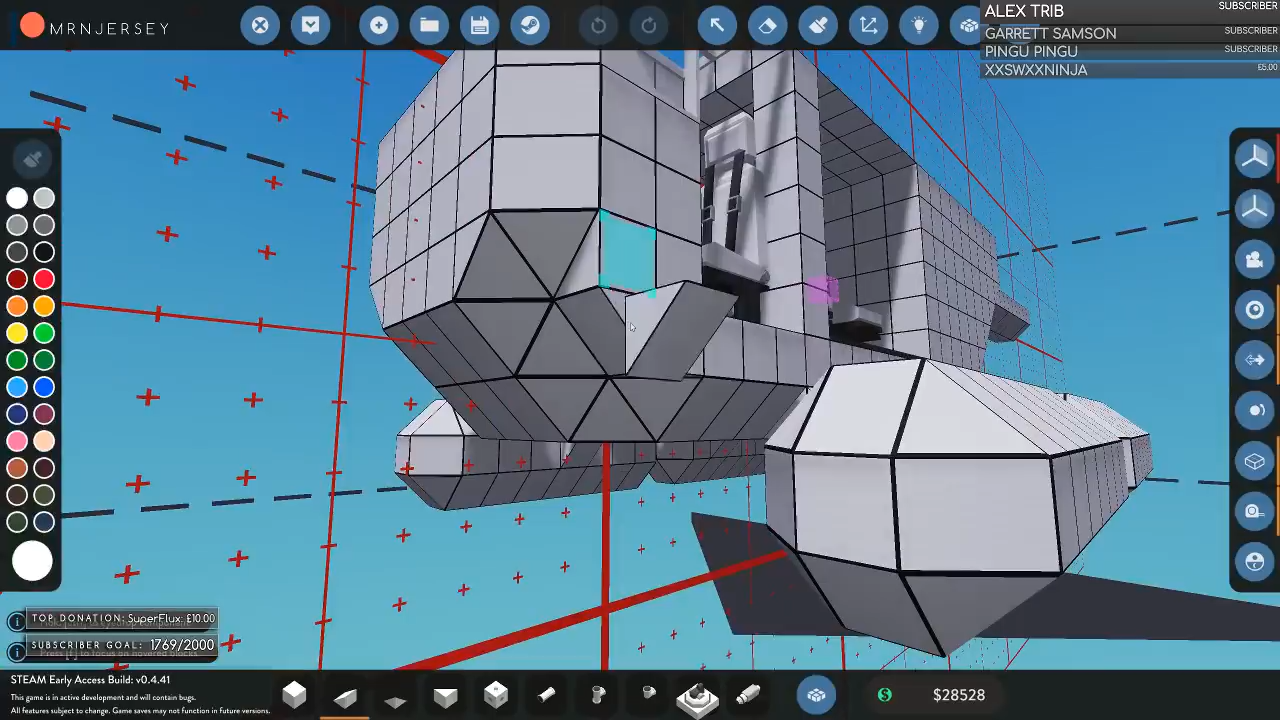 MRNJERSEY
ALEX TRIB SUBSCRIBER
GARRETT SAMSON SUBSCRIBER
PINGU PINGU SUBSCRIBER
XXSWXXNINJA £5.00
TOP DONATION: SuperFlux: £10.00
SUBSCRIBER GOAL: 1769/2000
STEAM Early Access Build: v0.4.41
This game is in active development and will contain bugs.
All features subject to change. Game saves may not function in future versions.
$28528